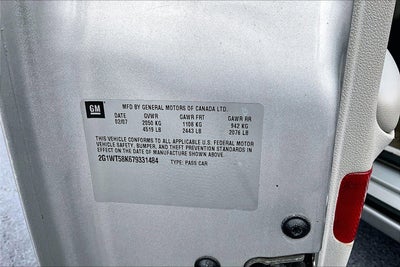 GM
MFD BY GENERAL MOTORS OF CANADA LTD.
DATE GVWR GAWR FRT GAWR RR
02/07 2050 KG 1108 KG 942 KG
4519 LB 2443 LB 2076 LB
THIS VEHICLE CONFORMS TO ALL APPLICABLE U.S. FEDERAL MOTOR
VEHICLE SAFETY, BUMPER, AND THEFT PREVENTION STANDARDS IN
EFFECT ON THE DATE OF MANUFACTURE SHOWN ABOVE.
2G1WT58K679331484 TYPE: PASS CAR